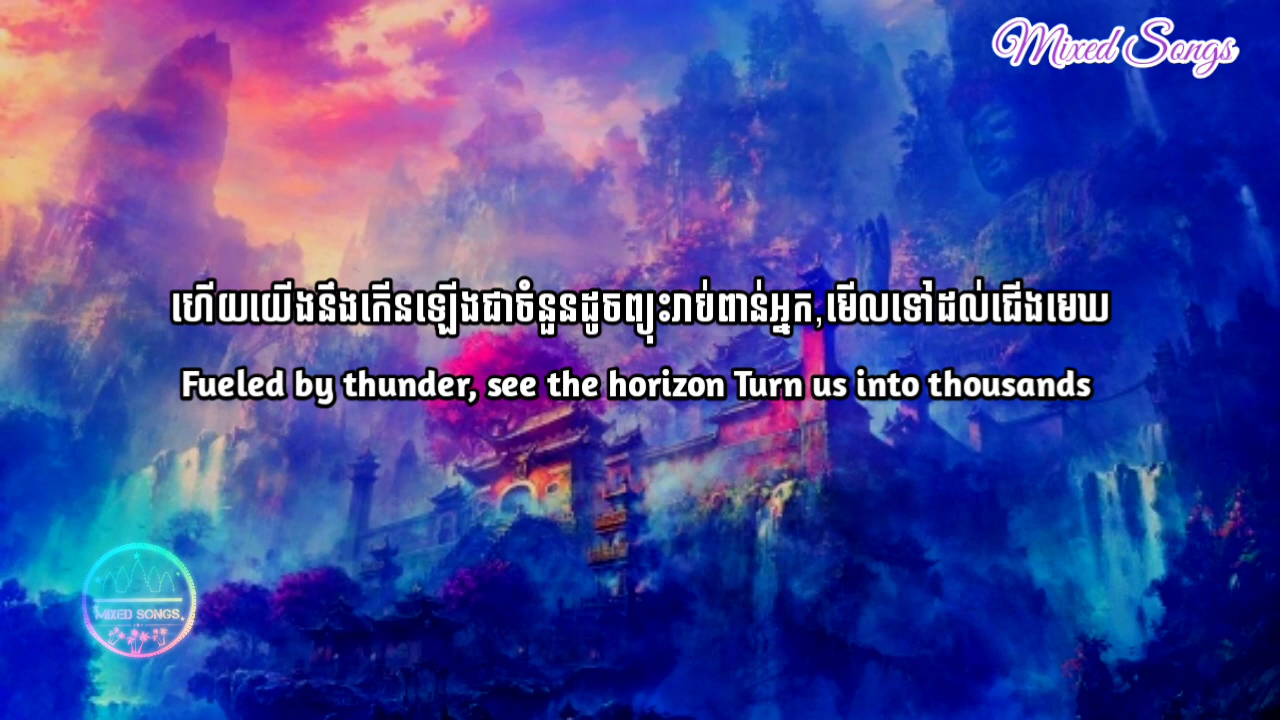 Mixed Songs
ហើយយើងនឹងកើនឡើងជាចំនួនដូចព្យុះរាប់ពាន់អ្នក,មើលទៅដល់ជើងមេឃ
Fueled by thunder, see the horizon Turn us into thousands
MIXED SONGS